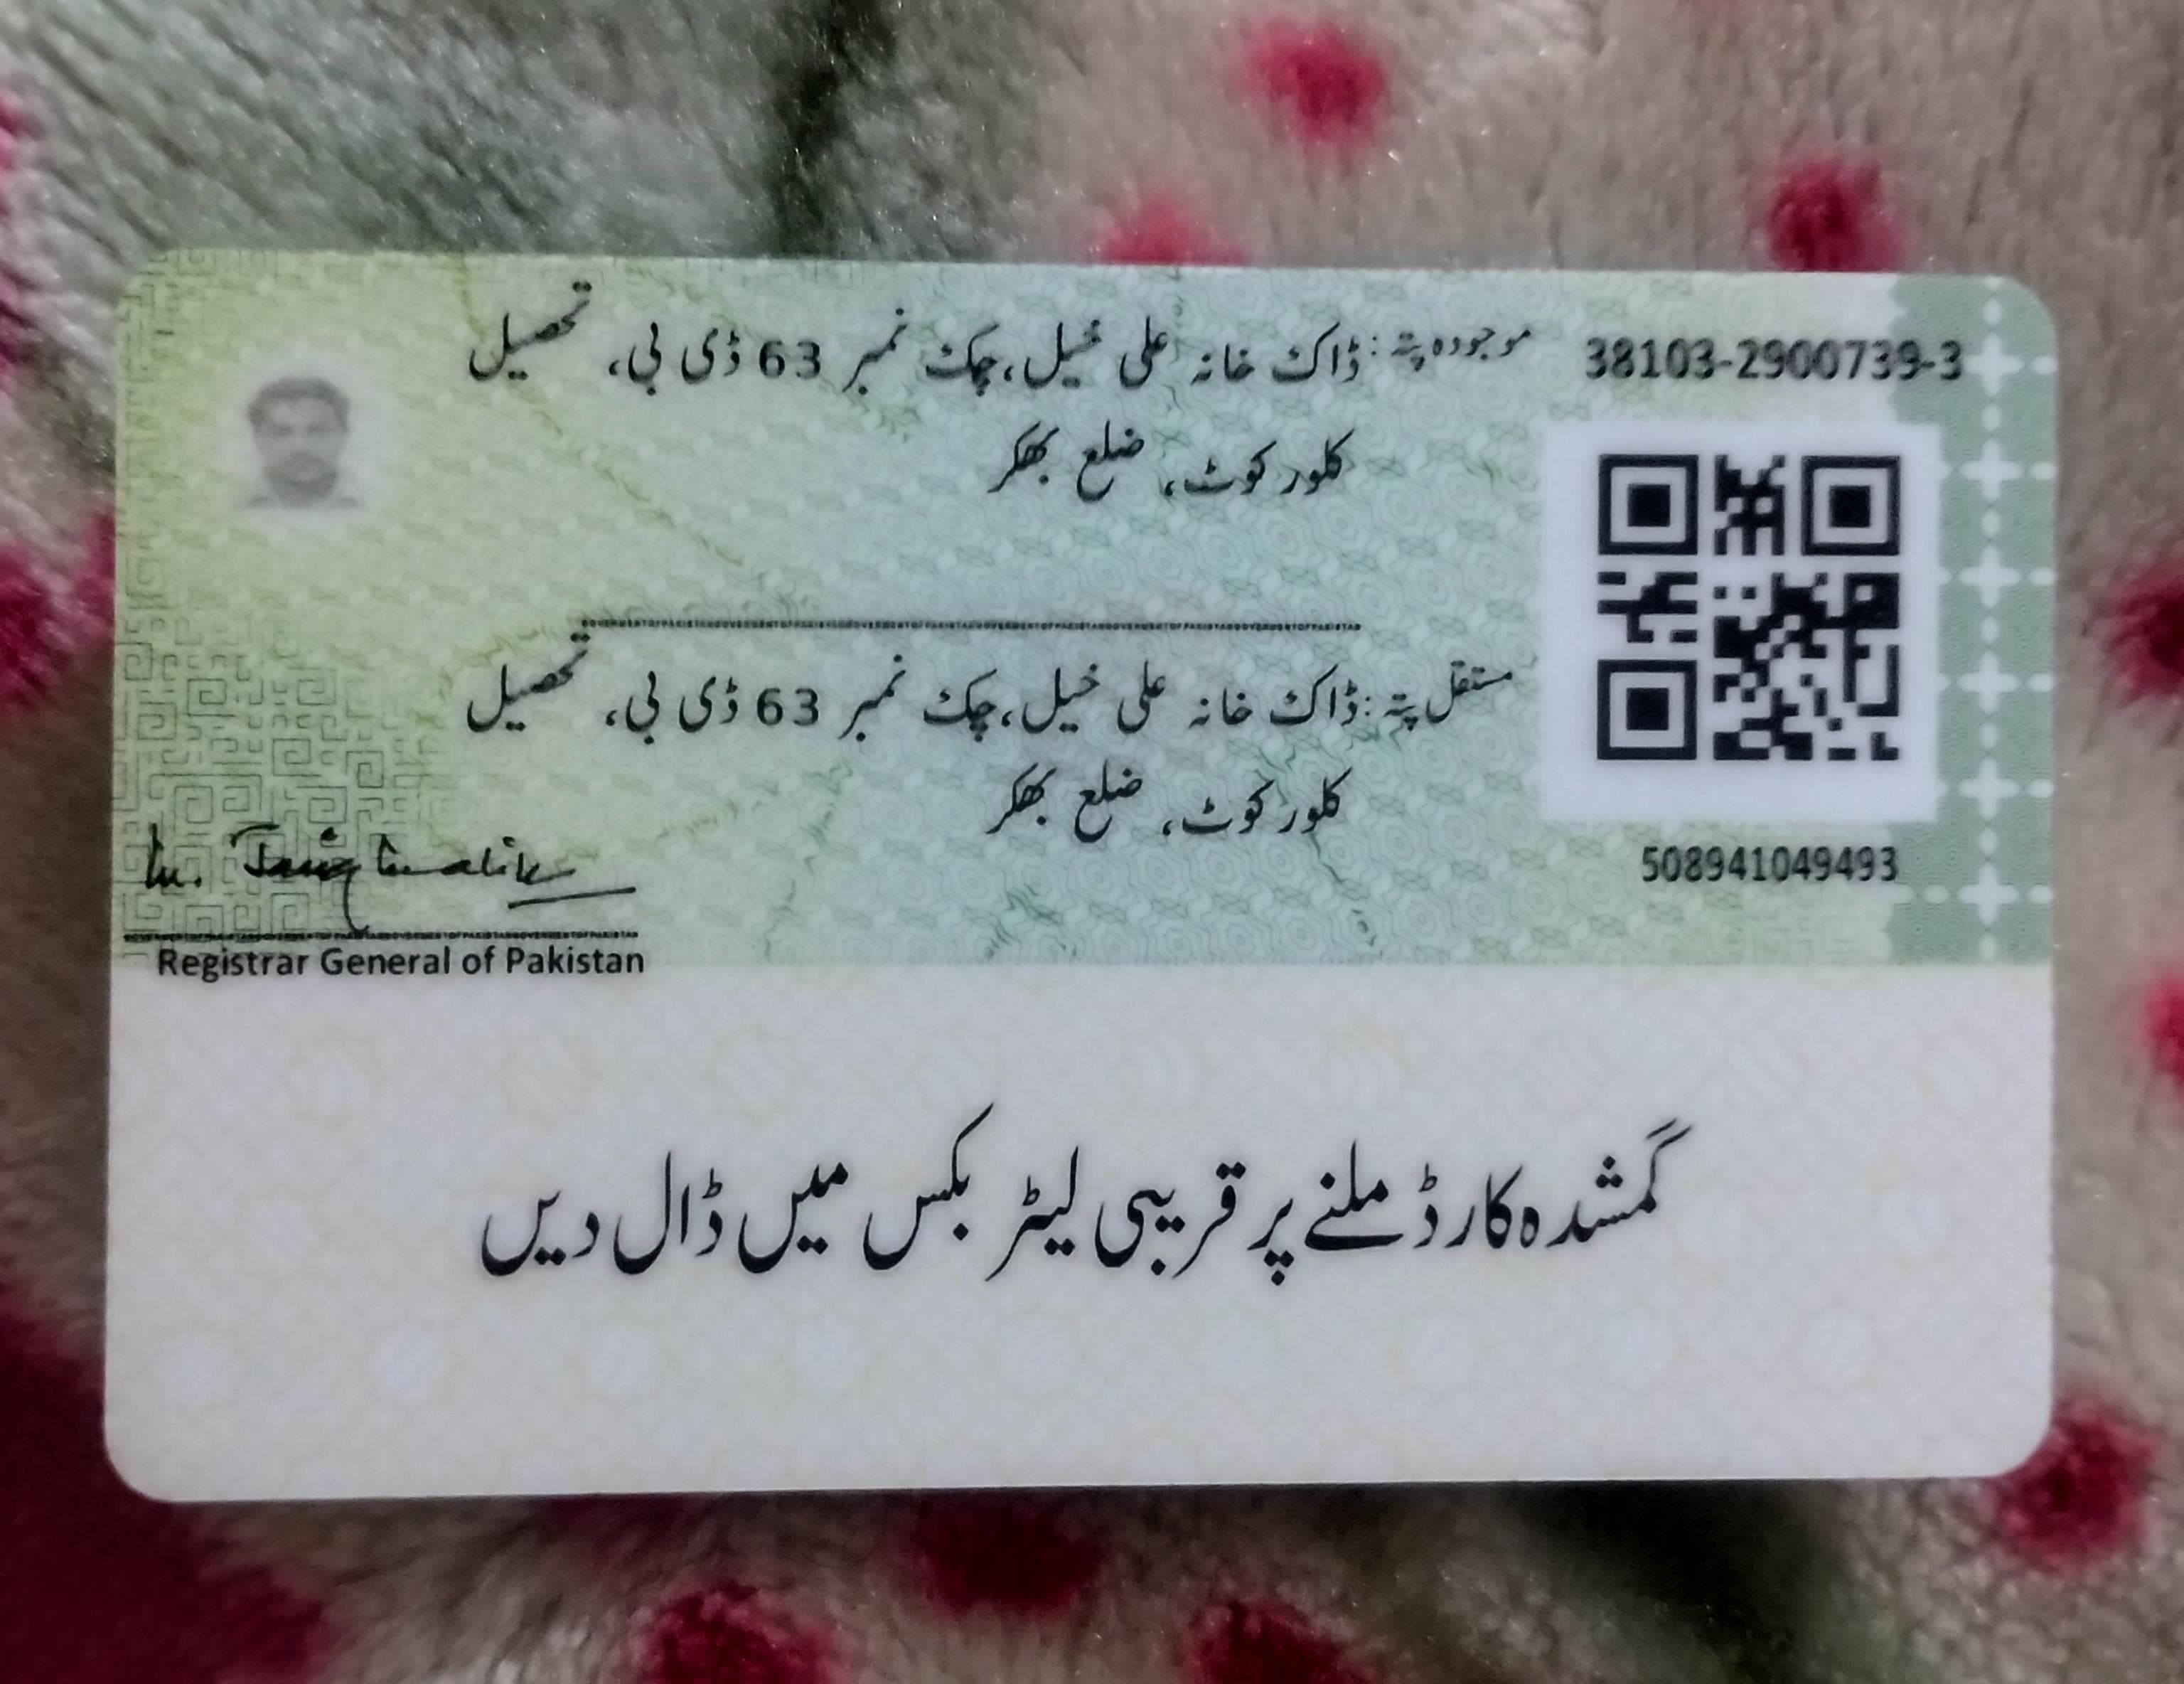 38103-2900739-3
موجودہ پتہ: ڈاک خانہ علی خیل، چک نمبر 63 ڈی بی، تحصیل
کلور کوٹ، ضلع بھکر
مستقل پتہ: ڈاک خانہ علی خیل، چک نمبر 63 ڈی بی، تحصیل
کلور کوٹ، ضلع بھکر
508941049493
Registrar General of Pakistan
گمشدہ کارڈ ملنے پر قریبی لیٹر بکس میں ڈال دیں